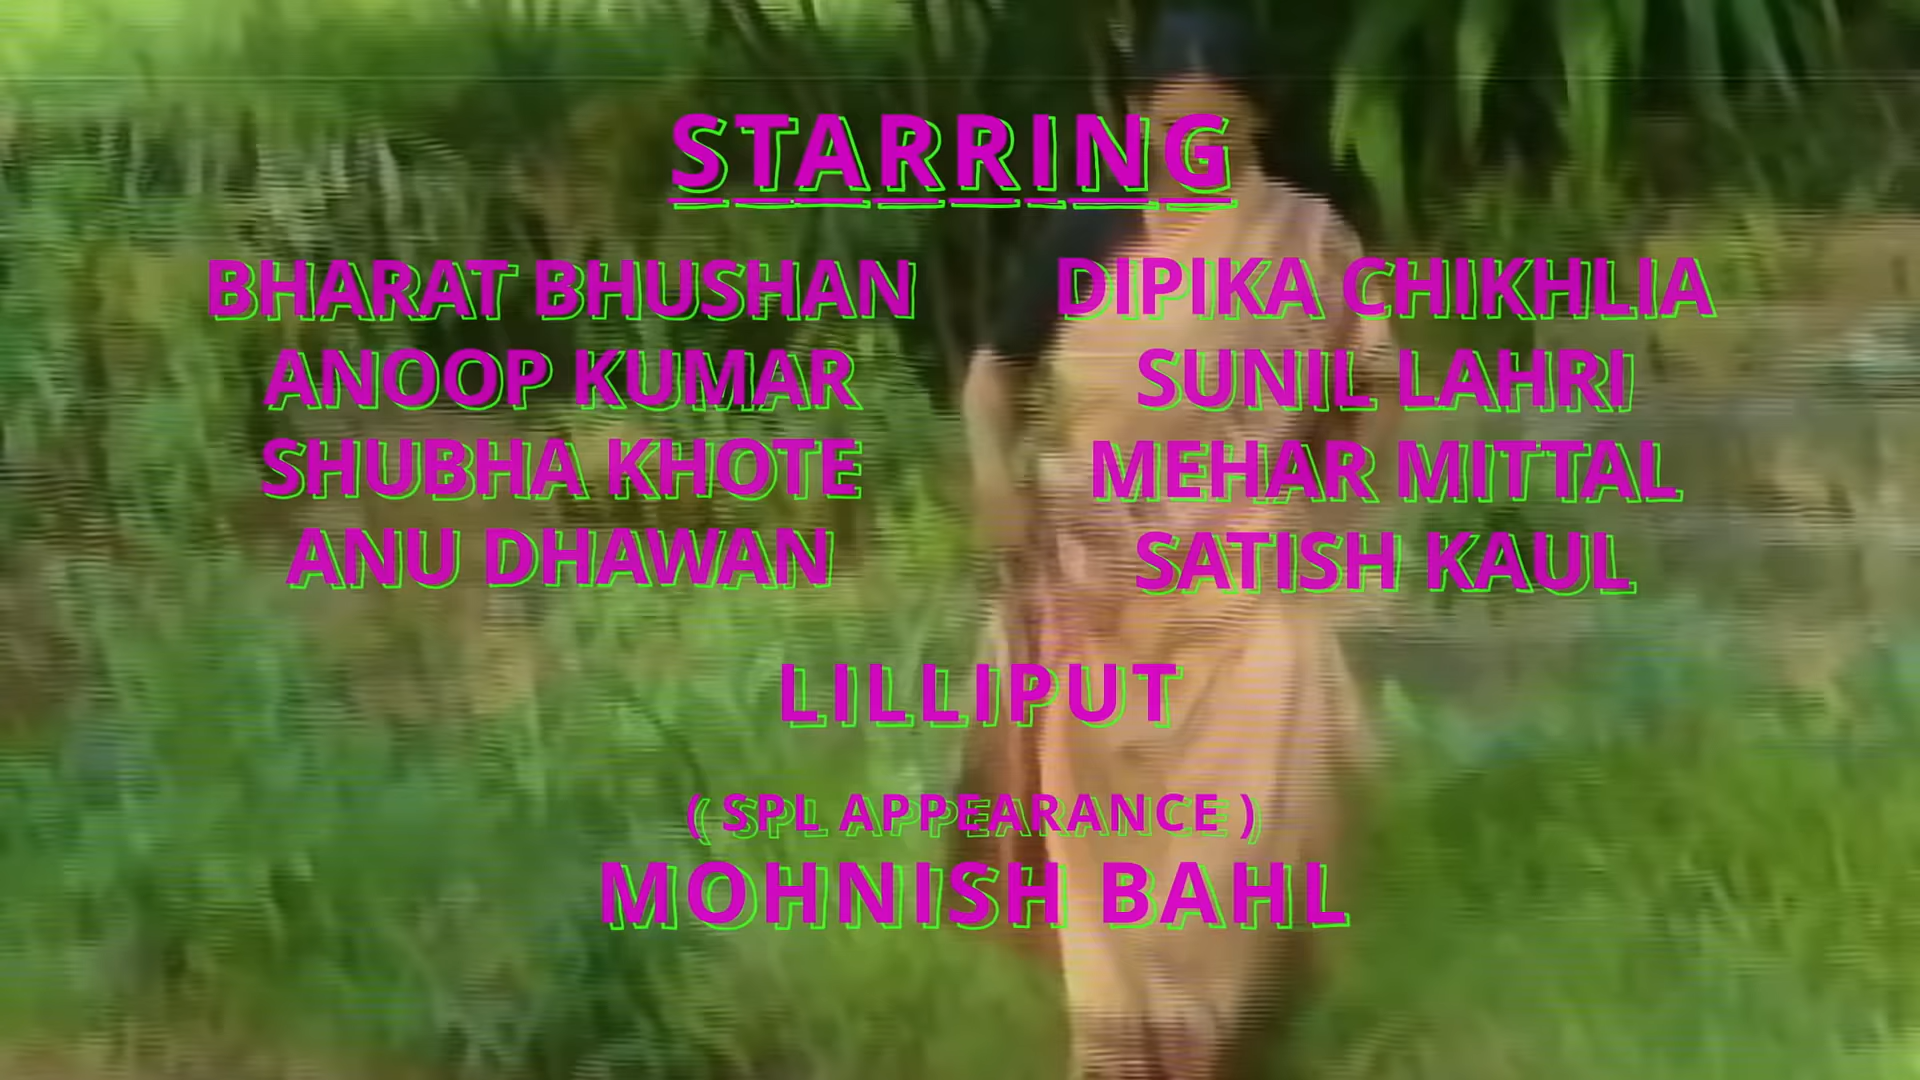 STARRING
BHARAT BHUSHAN DIPIKA CHIKHLIA
ANOOP KUMAR SUNIL LAHRI
SHUBHA KHOTE MEHAR MITTAL
ANU DHAWAN SATISH KAUL
LILLIPUT
( SPL APPEARANCE )
MOHNISH BAHL